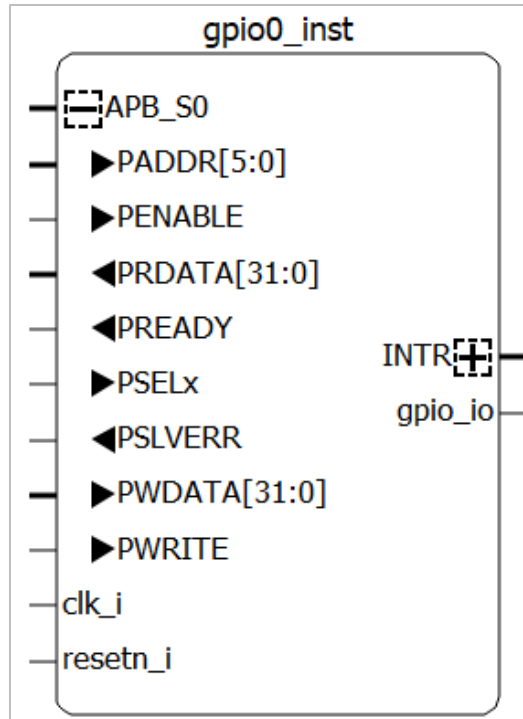 gpio0_inst
APB_S0
PADDR[5:0]
PENABLE
PRDATA[31:0]
PREADY
INTR
PSELx
gpio_io
PSLVERR
PWDATA[31:0]
PWRITE
clk_i
resetn_i